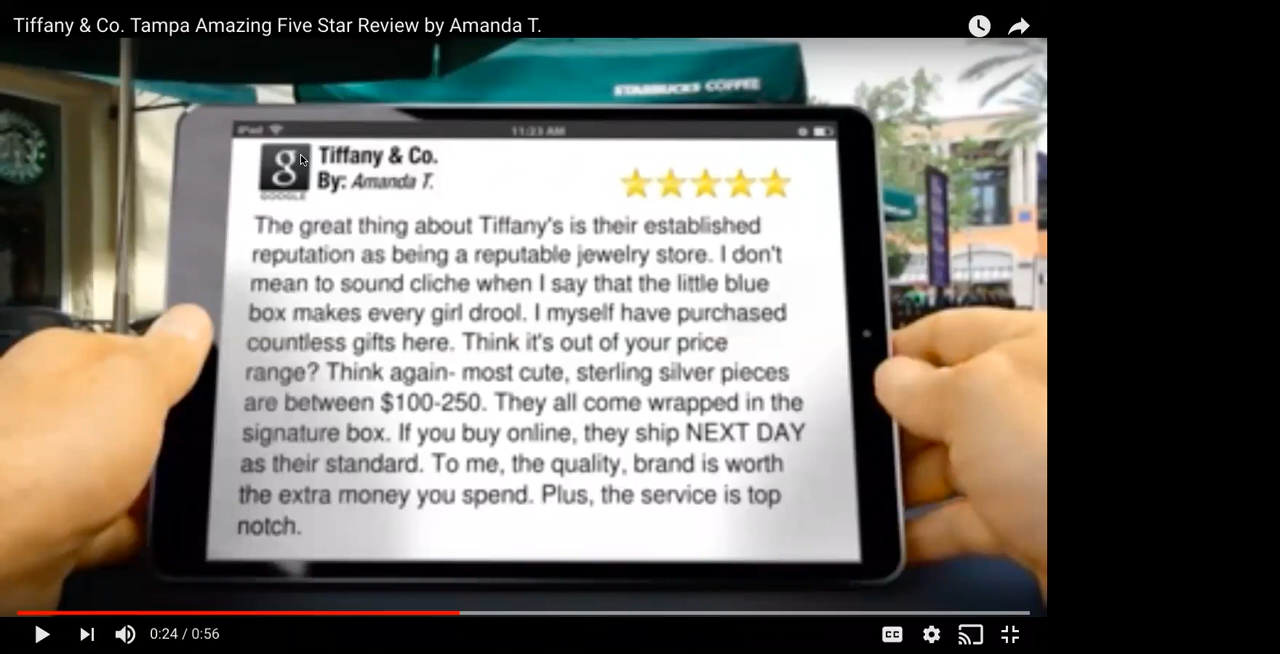 Tiffany & Co. Tampa Amazing Five Star Review by Amanda T.
STARBUCKS COFFEE
iPad 11:23 AM
g Tiffany & Co.
GOOGLE By: Amanda T.
The great thing about Tiffany's is their established
reputation as being a reputable jewelry store. I don't
mean to sound cliche when I say that the little blue
box makes every girl drool. I myself have purchased
countless gifts here. Think it's out of your price
range? Think again- most cute, sterling silver pieces
are between $100-250. They all come wrapped in the
signature box. If you buy online, they ship NEXT DAY
as their standard. To me, the quality, brand is worth
the extra money you spend. Plus, the service is top
notch.
0:24 / 0:56 CC